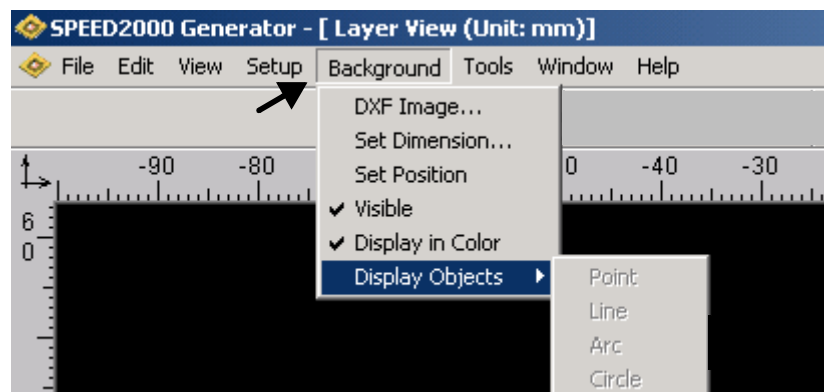 SPEED2000 Generator - [ Layer View (Unit: mm)]
File Edit View Setup Background Tools Window Help
DXF Image...
Set Dimension...
Set Position
✔ Visible
✔ Display in Color
Display Objects
-90 -80 0 -40 -30
6
0
Point
Line
Arc
Circle